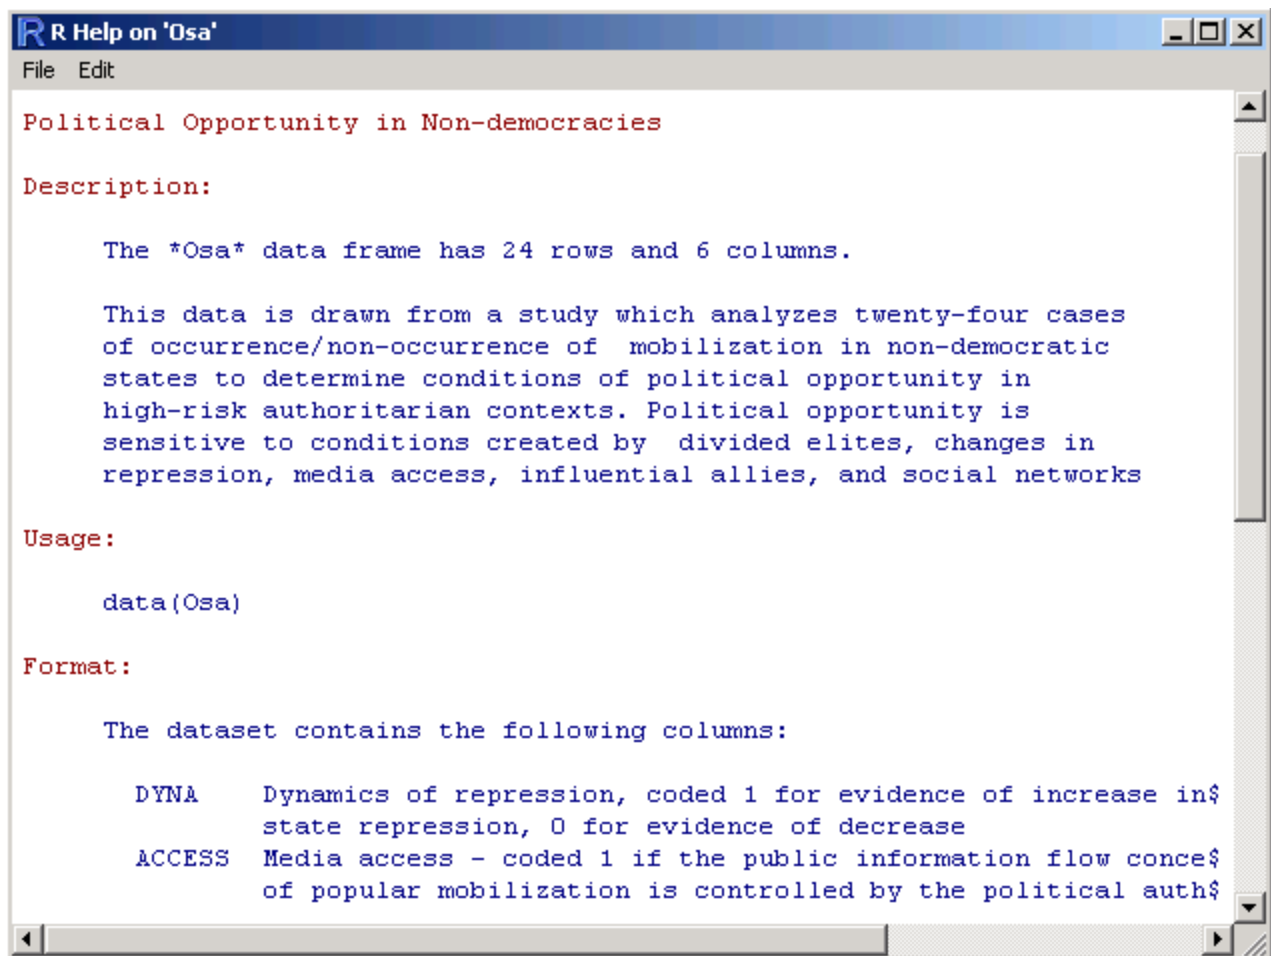 R Help on 'Osa'
File Edit
Political Opportunity in Non-democracies
Description:
The *Osa* data frame has 24 rows and 6 columns.
This data is drawn from a study which analyzes twenty-four cases
of occurrence/non-occurrence of  mobilization in non-democratic
states to determine conditions of political opportunity in
high-risk authoritarian contexts. Political opportunity is
sensitive to conditions created by  divided elites, changes in
repression, media access, influential allies, and social networks
Usage:
data(Osa)
Format:
The dataset contains the following columns:
DYNA Dynamics of repression, coded 1 for evidence of increase in$
state repression, 0 for evidence of decrease
ACCESS Media access - coded 1 if the public information flow conce$
of popular mobilization is controlled by the political auth$